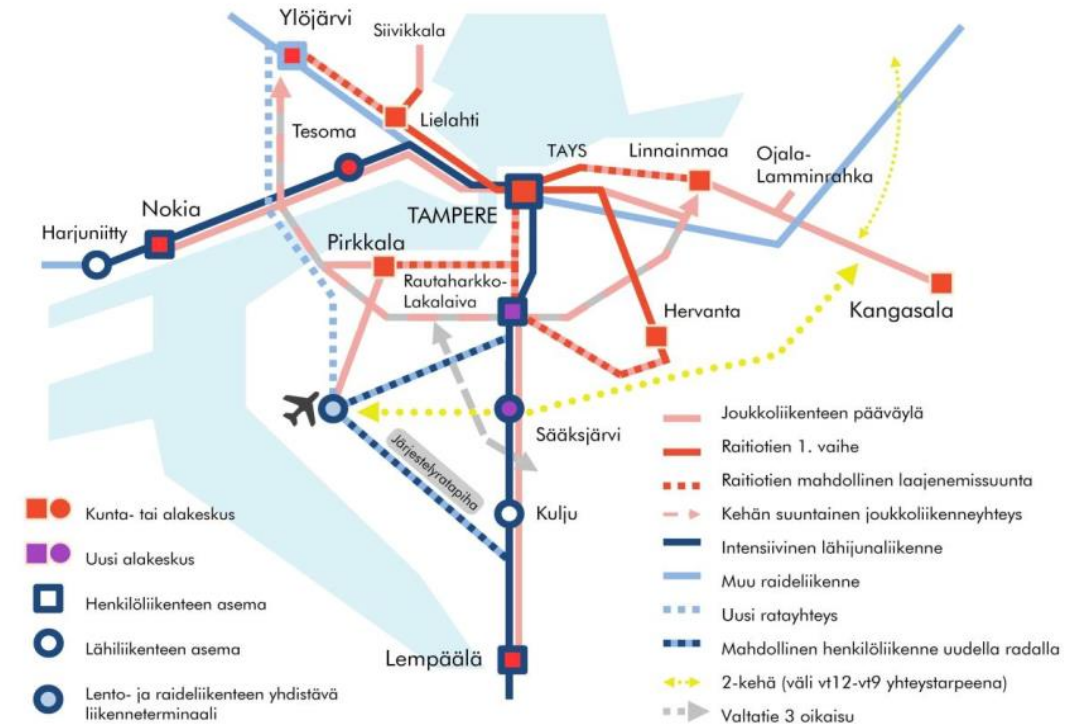 Ylöjärvi
Siivikkala
Lielahti
Tesoma
TAYS
Linnainmaa
Ojala-
Lamminrahka
TAMPERE
Nokia
Harjuniitty
Pirkkala
Rautaharkko-
Lakalaiva
Hervanta
Kangasala
Sääksjärvi
Järjestelyratapiha
Kulju
Lempäälä
Kunta- tai alakeskus
Uusi alakeskus
Henkilöliikenteen asema
Lähiliikenteen asema
Lento- ja raideliikenteen yhdistävä
liikenneterminaali
Joukkoliikenteen pääväylä
Raitiotien 1. vaihe
Raitiotien mahdollinen laajenemissuunta
Kehän suuntainen joukkoliikenneyhteys
Intensiivinen lähijunaliikenne
Muu raideliikenne
Uusi ratayhteys
Mahdollinen henkilöliikenne uudella radalla
2-kehä (väli vt12-vt9 yhteystarpeena)
Valtatie 3 oikaisu